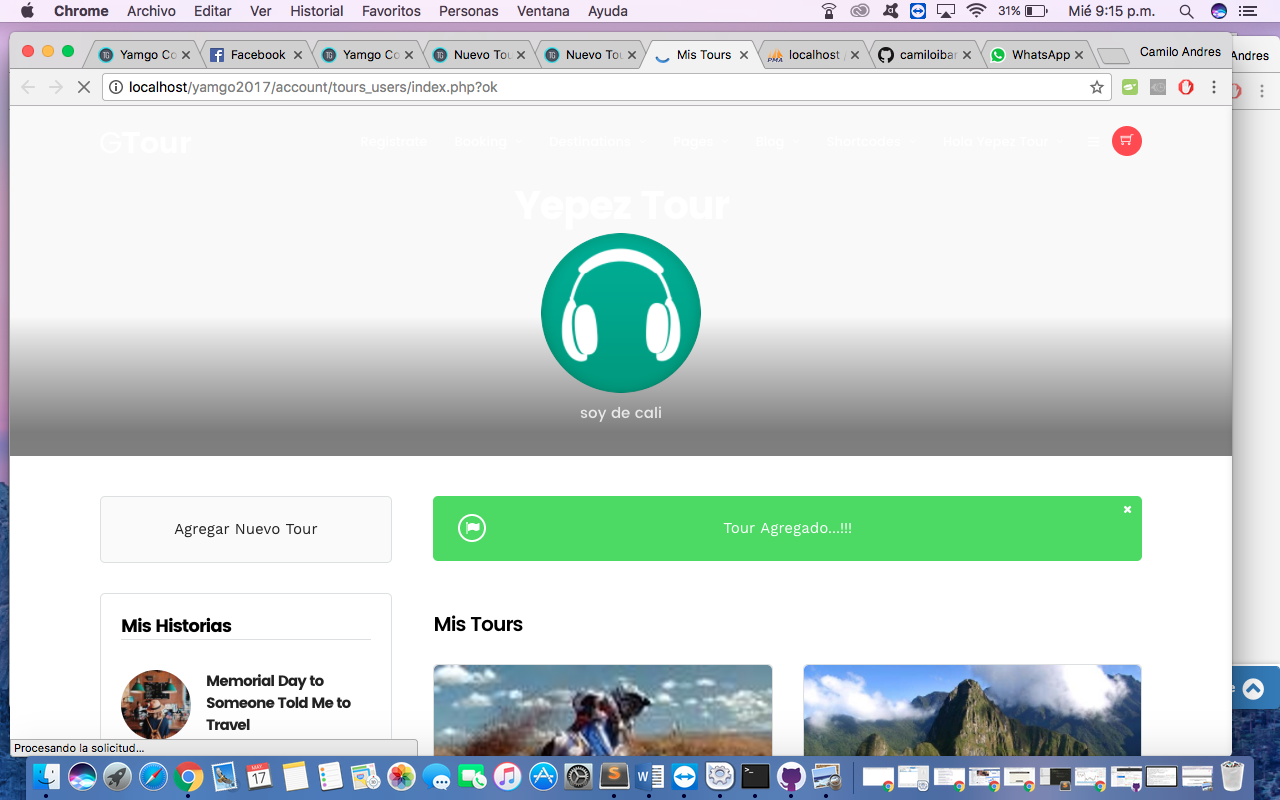 Chrome Archivo Editar Ver Historial Favoritos Personas Ventana Ayuda 31% Mié 9:15 p.m.
Yamgo Co Facebook Yamgo Co Nuevo Tou Nuevo Tou Mis Tours localhost / camiloibar WhatsApp Camilo Andres
Andres
localhost/yamgo2017/account/tours_users/index.php?ok
GTour Registrate Booking Destinations Pages Blog Shortcodes Hola Yepez Tour
Yepez Tour
soy de cali
Agregar Nuevo Tour
Tour Agregado...!!!
Mis Historias
Mis Tours
Memorial Day to
Someone Told Me to
Travel
Procesando la solicitud...
MAY
17